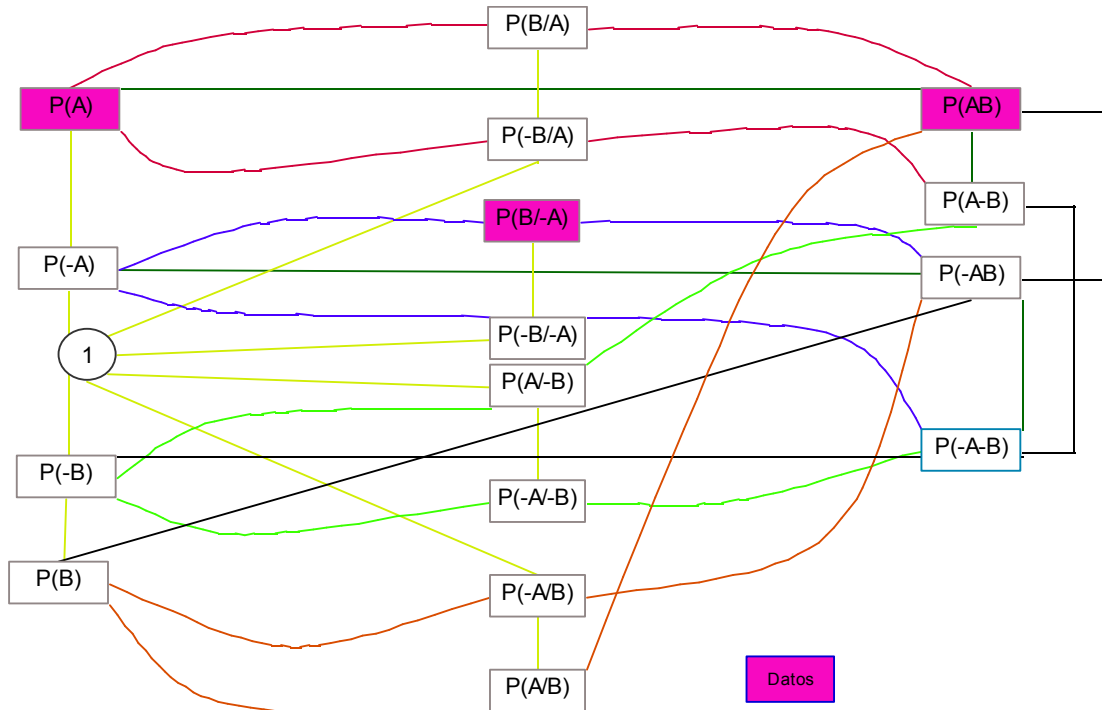 P(B/A)
P(A)
P(AB)
P(-B/A)
P(A-B)
P(B/-A)
P(-A)
P(-AB)
P(-B/-A)
1
P(A/-B)
P(-B)
P(-A-B)
P(-A/-B)
P(B)
P(-A/B)
P(A/B)
Datos